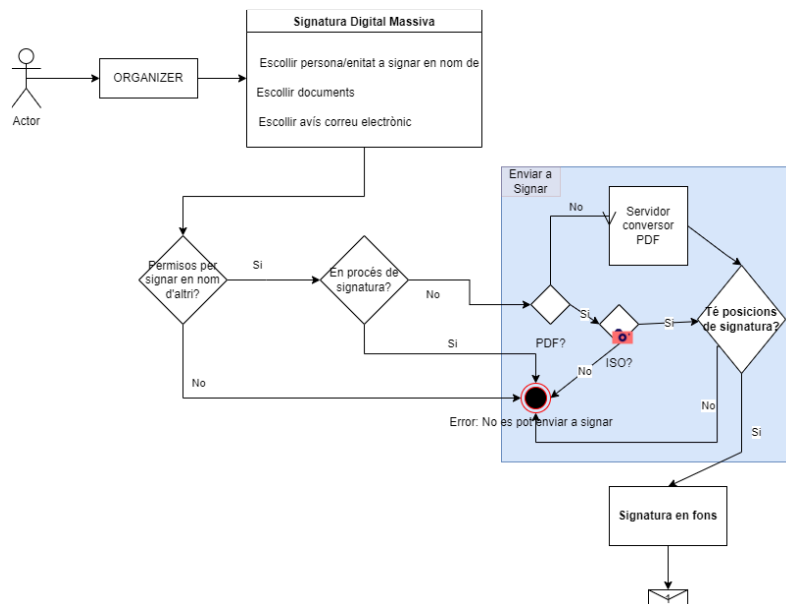 Signatura Digital Massiva
Escollir persona/enitat a signar en nom de
ORGANIZER
Escollir documents
Actor
Escollir avís correu electrònic
Enviar a
Signar
No
Servidor
conversor
PDF
Permisos per
signar en nom
d'altri?
Si
En procés de
signatura?
No
Si
Si
Té posicions
de signatura?
PDF?
ISO?
Si
No
No
No
Error: No es pot enviar a signar
Si
Signatura en fons